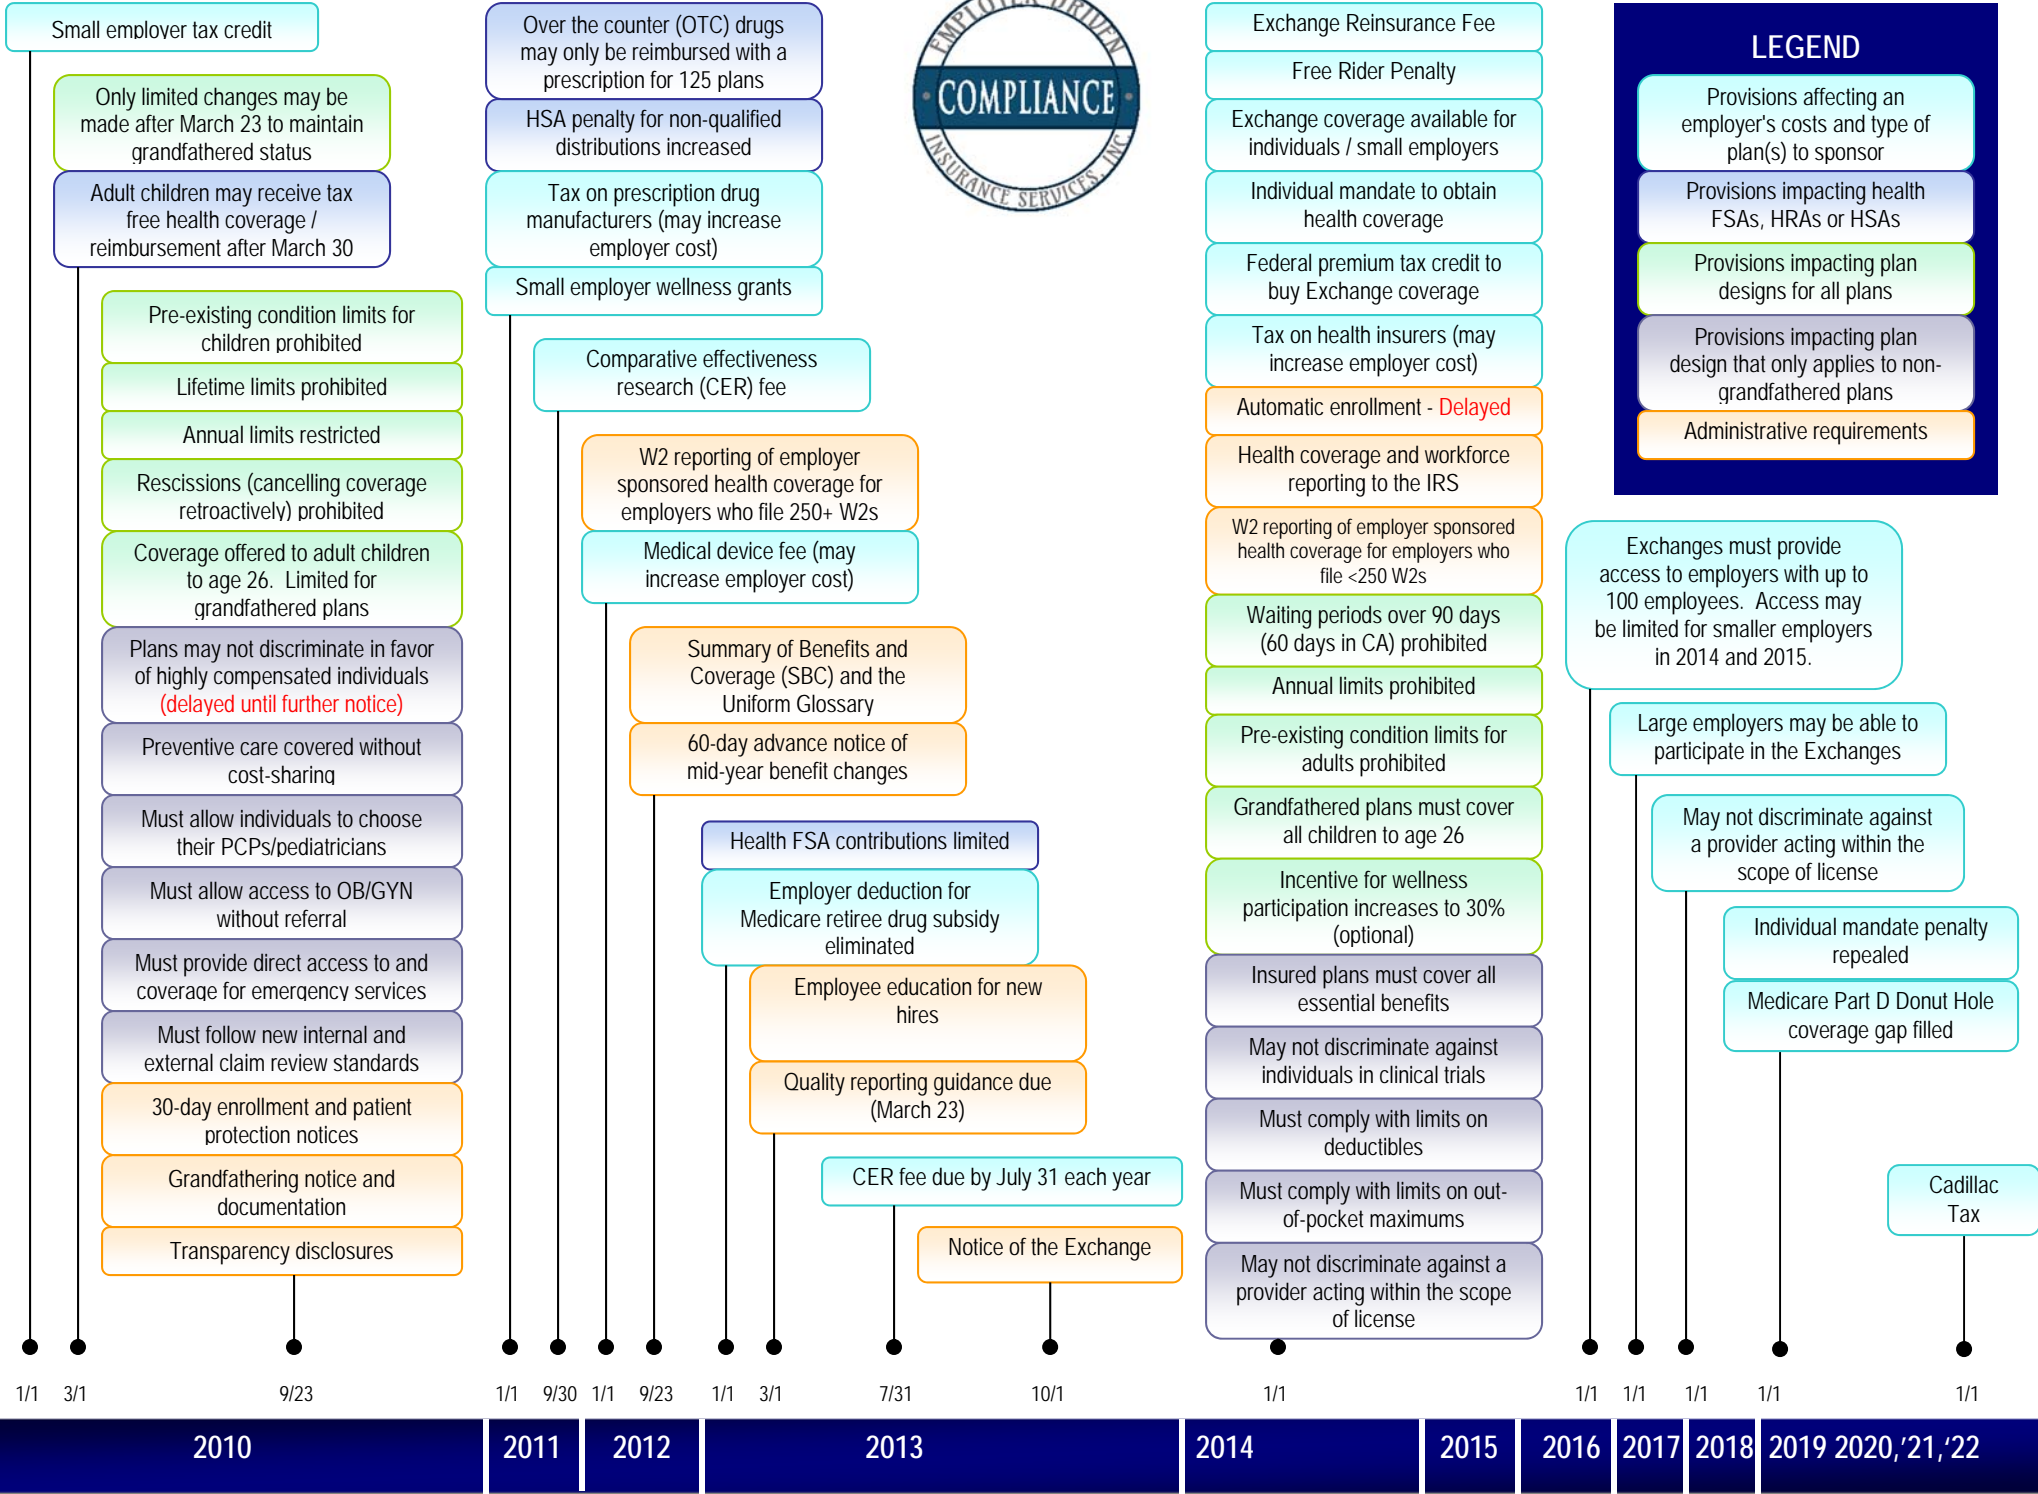 Small employer tax credit
Only limited changes may be
made after March 23 to maintain
grandfathered status
Adult children may receive tax
free health coverage /
reimbursement after March 30
Pre-existing condition limits for
children prohibited
Lifetime limits prohibited
Annual limits restricted
Rescissions (cancelling coverage
retroactively) prohibited
Coverage offered to adult children
to age 26.  Limited for
grandfathered plans
Plans may not discriminate in favor
of highly compensated individuals
(delayed until further notice)
Preventive care covered without
cost-sharing
Must allow individuals to choose
their PCPs/pediatricians
Must allow access to OB/GYN
without referral
Must provide direct access to and
coverage for emergency services
Must follow new internal and
external claim review standards
30-day enrollment and patient
protection notices
Grandfathering notice and
documentation
Transparency disclosures
Over the counter (OTC) drugs
may only be reimbursed with a
prescription for 125 plans
HSA penalty for non-qualified
distributions increased
Tax on prescription drug
manufacturers (may increase
employer cost)
Small employer wellness grants
Comparative effectiveness
research (CER) fee
W2 reporting of employer
sponsored health coverage for
employers who file 250+ W2s
Medical device fee (may
increase employer cost)
Summary of Benefits and
Coverage (SBC) and the
Uniform Glossary
60-day advance notice of
mid-year benefit changes
Health FSA contributions limited
Employer deduction for
Medicare retiree drug subsidy
eliminated
Employee education for new
hires
Quality reporting guidance due
(March 23)
CER fee due by July 31 each year
Notice of the Exchange
EMPLOYER DRIVEN
COMPLIANCE
INSURANCE SERVICES, INC.
Exchange Reinsurance Fee
Free Rider Penalty
Exchange coverage available for
individuals / small employers
Individual mandate to obtain
health coverage
Federal premium tax credit to
buy Exchange coverage
Tax on health insurers (may
increase employer cost)
Automatic enrollment - Delayed
Health coverage and workforce
reporting to the IRS
W2 reporting of employer sponsored
health coverage for employers who
file <250 W2s
Waiting periods over 90 days
(60 days in CA) prohibited
Annual limits prohibited
Pre-existing condition limits for
adults prohibited
Grandfathered plans must cover
all children to age 26
Incentive for wellness
participation increases to 30%
(optional)
Insured plans must cover all
essential benefits
May not discriminate against
individuals in clinical trials
Must comply with limits on
deductibles
Must comply with limits on out-
of-pocket maximums
May not discriminate against a
provider acting within the scope
of license
LEGEND
Provisions affecting an
employer's costs and type of
plan(s) to sponsor
Provisions impacting health
FSAs, HRAs or HSAs
Provisions impacting plan
designs for all plans
Provisions impacting plan
design that only applies to non-
grandfathered plans
Administrative requirements
Exchanges must provide
access to employers with up to
100 employees.  Access may
be limited for smaller employers
in 2014 and 2015.
Large employers may be able to
participate in the Exchanges
May not discriminate against
a provider acting within the
scope of license
Individual mandate penalty
repealed
Medicare Part D Donut Hole
coverage gap filled
Cadillac
Tax
1/1 3/1 9/23 1/1 9/30 1/1 9/23 1/1 3/1 7/31 10/1 1/1 1/1 1/1 1/1 1/1 1/1
2010 2011 2012 2013 2014 2015 2016 2017 2018 2019 2020,'21,'22